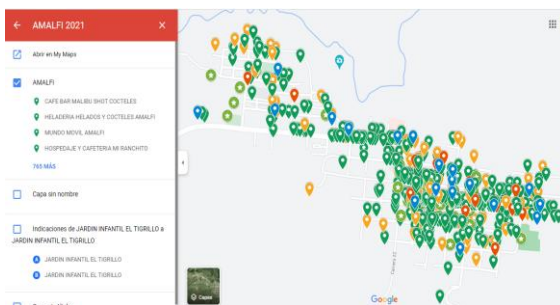 AMALFI 2021
Abrir en My Maps
AMALFI
CAFE BAR MALIBU SHOT COCTELES
HELADERIA HELADOS Y COCTELES AMALFI
MUNDO MOVIL AMALFI
HOSPEDAJE Y CAFETERIA MI RANCHITO
765 MÁS
Capa sin nombre
Indicaciones de JARDIN INFANTIL EL TIGRILLO a
JARDIN INFANTIL EL TIGRILLO
A JARDIN INFANTIL EL TIGRILLO
B JARDIN INFANTIL EL TIGRILLO
Capas
Google